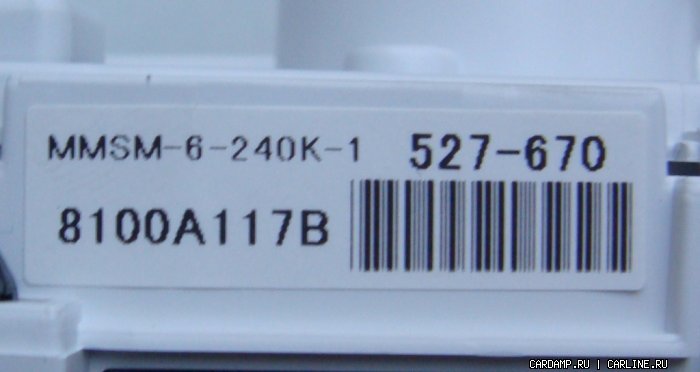 MMSM-6-240K-1 527-670
8100A117B
CARDAMP.RU | CARLINE.RU